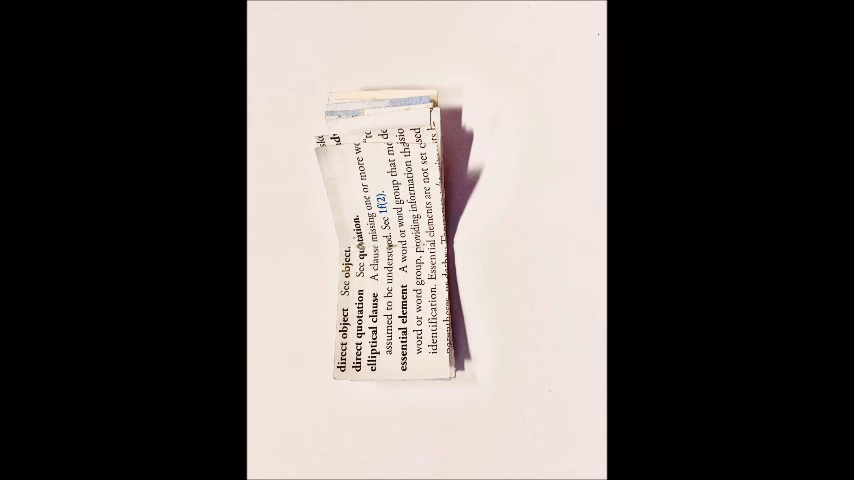 direct object See object.
direct quotation See quotation.
elliptical clause A clause missing one or more
assumed to be understood. See 1f(2).
essential element A word or word group that
word or word group, providing information
identification. Essential elements are not set